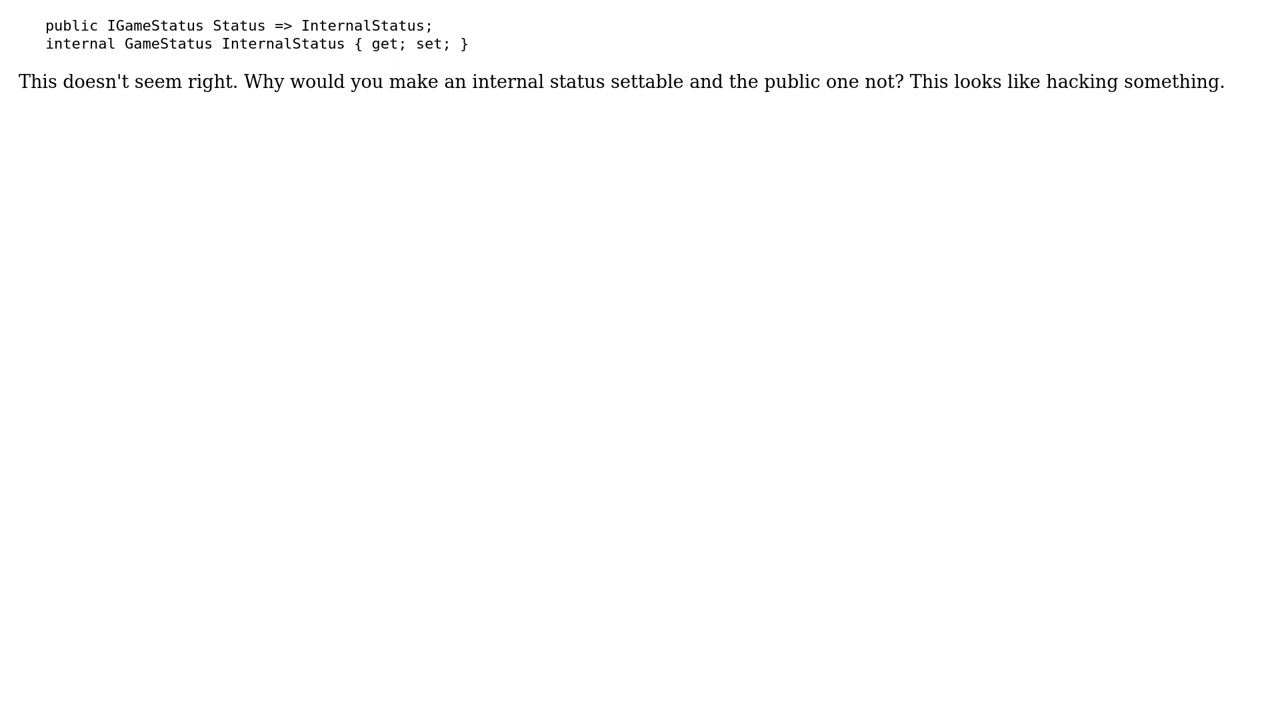 public IGameStatus Status => InternalStatus;
internal GameStatus InternalStatus { get; set; }
This doesn't seem right. Why would you make an internal status settable and the public one not? This looks like hacking something.